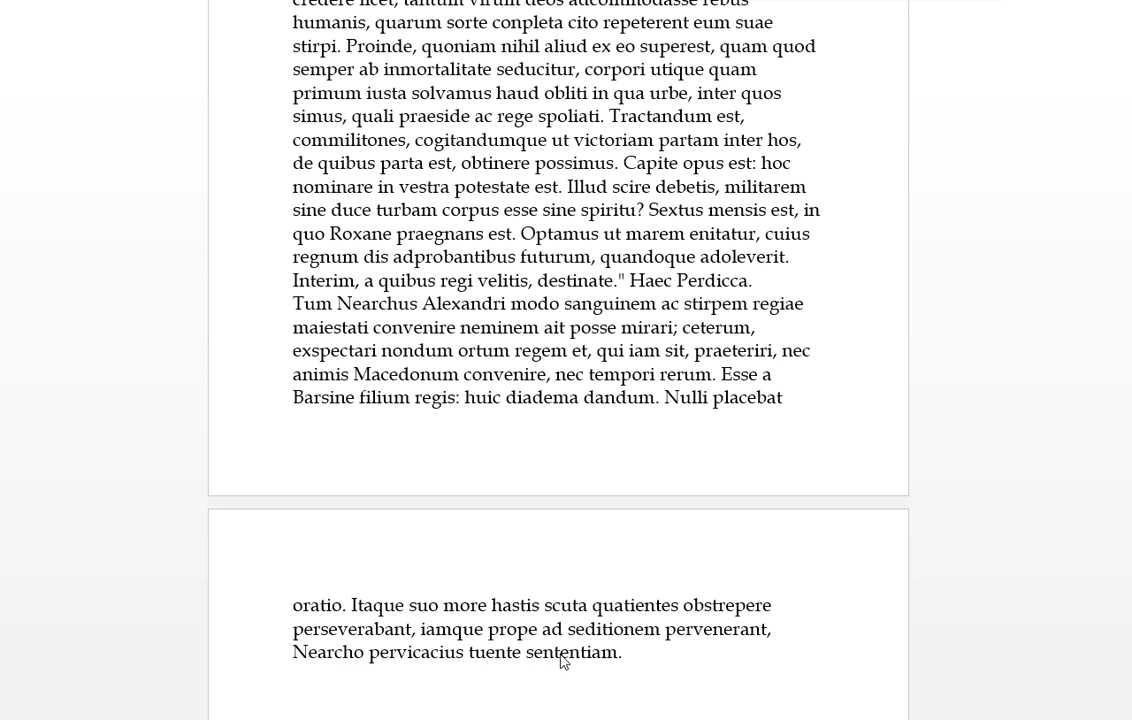 credere licet, tantum virum deos adcommodasse rebus
humanis, quarum sorte conpleta cito repeterent eum suae
stirpi. Proinde, quoniam nihil aliud ex eo superest, quam quod
semper ab inmortalitate seducitur, corpori utique quam
primum iusta solvamus haud obliti in qua urbe, inter quos
simus, quali praeside ac rege spoliati. Tractandum est,
commilitones, cogitandumque ut victoriam partam inter hos,
de quibus parta est, obtinere possimus. Capite opus est: hoc
nominare in vestra potestate est. Illud scire debetis, militarem
sine duce turbam corpus esse sine spiritu? Sextus mensis est, in
quo Roxane praegnans est. Optamus ut marem enitatur, cuius
regnum dis adprobantibus futurum, quandoque adoleverit.
Interim, a quibus regi velitis, destinate." Haec Perdicca.
Tum Nearchus Alexandri modo sanguinem ac stirpem regiae
maiestati convenire neminem ait posse mirari; ceterum,
exspectari nondum ortum regem et, qui iam sit, praeteriri, nec
animis Macedonum convenire, nec tempori rerum. Esse a
Barsine filium regis: huic diadema dandum. Nulli placebat
oratio. Itaque suo more hastis scuta quatientes obstrepere
perseverabant, iamque prope ad seditionem pervenerant,
Nearcho pervicacius tuente sententiam.